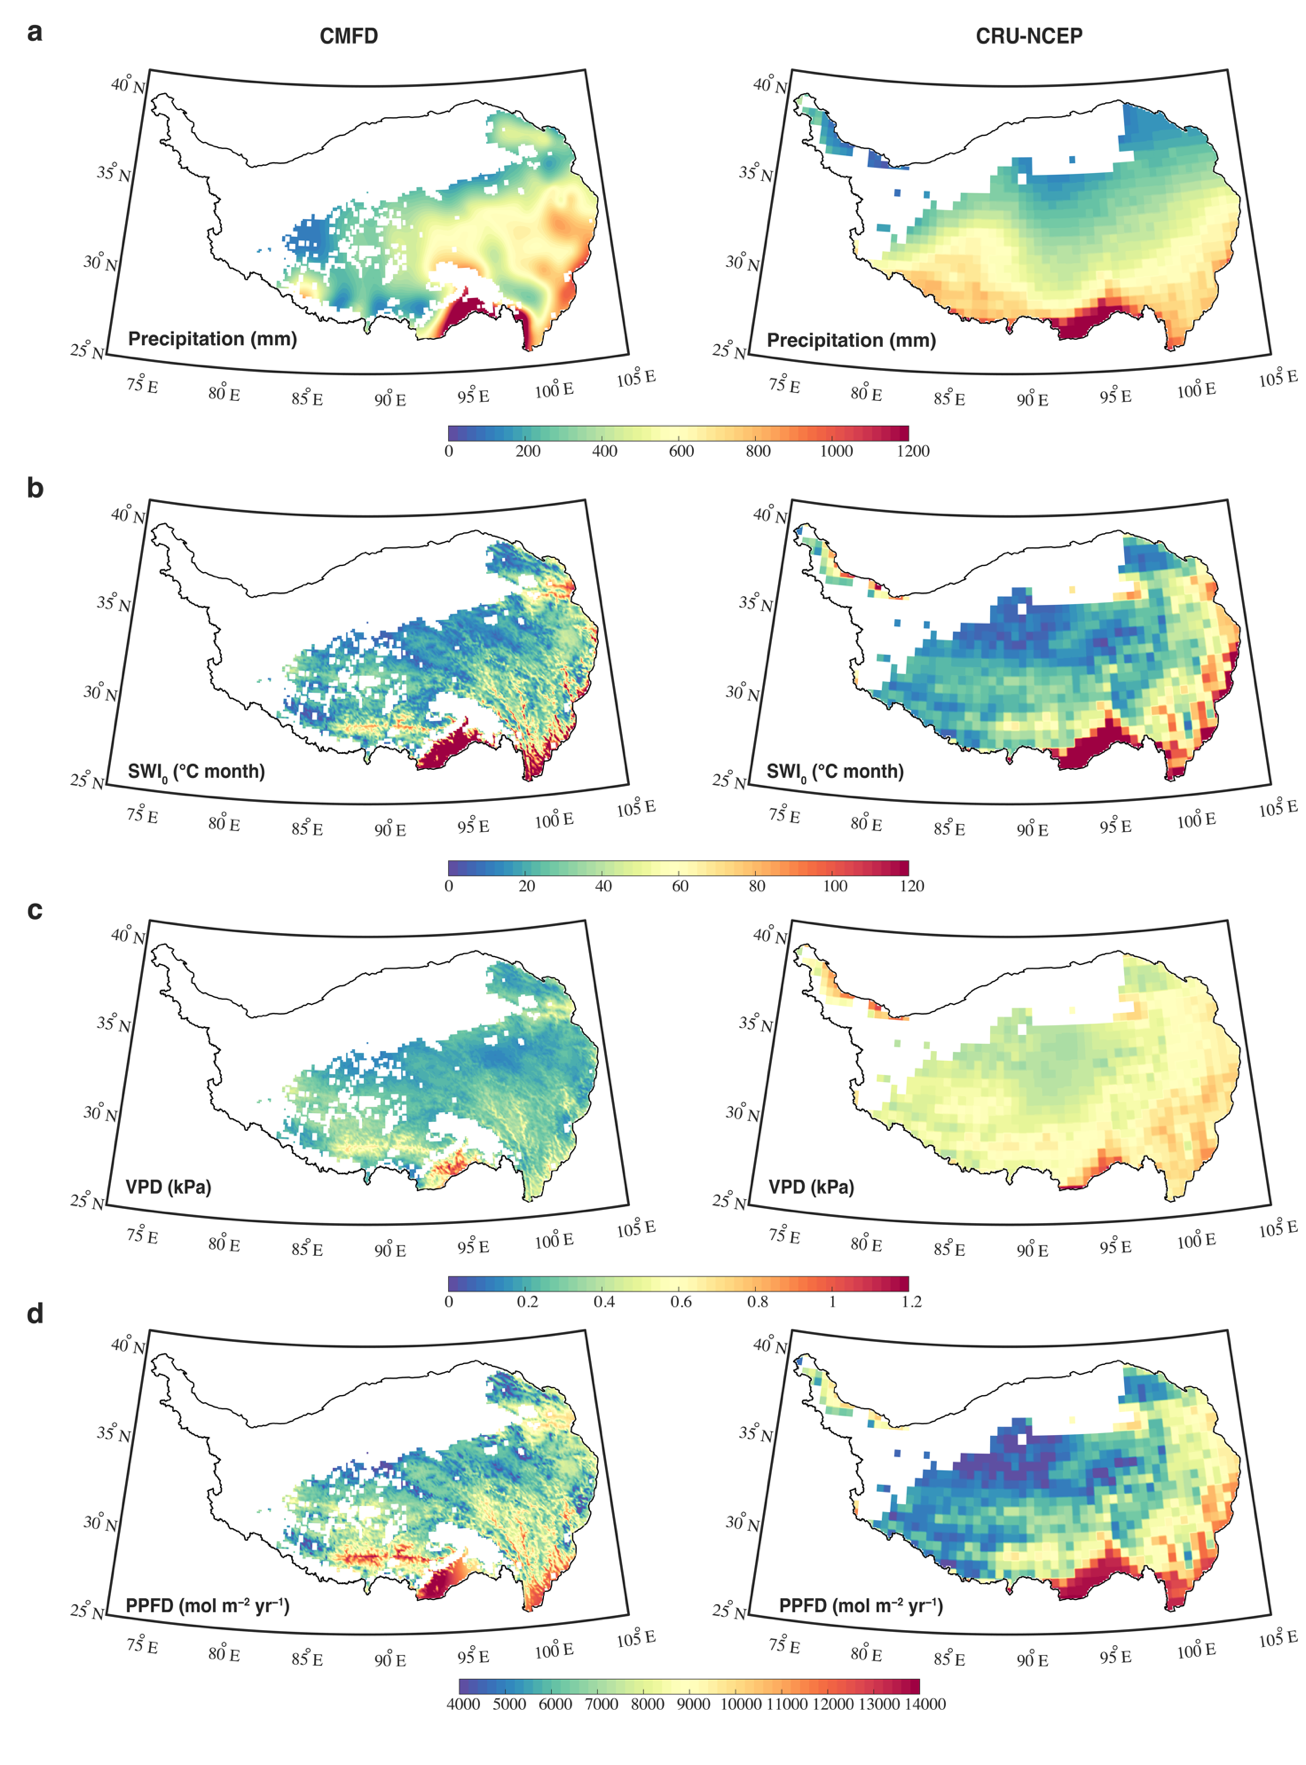 a
CMFD
CRU-NCEP
40° N
35° N
30° N
25° N
Precipitation (mm)
75° E 80° E 85° E 90° E 95° E 100° E 105° E
40° N
35° N
30° N
25° N
Precipitation (mm)
75° E 80° E 85° E 90° E 95° E 100° E 105° E
0 200 400 600 800 1000 1200
b
40° N
35° N
30° N
25° N
SWI₀ (°C month)
75° E 80° E 85° E 90° E 95° E 100° E 105° E
40° N
35° N
30° N
25° N
SWI₀ (°C month)
75° E 80° E 85° E 90° E 95° E 100° E 105° E
0 20 40 60 80 100 120
c
40° N
35° N
30° N
25° N
VPD (kPa)
75° E 80° E 85° E 90° E 95° E 100° E 105° E
40° N
35° N
30° N
25° N
VPD (kPa)
75° E 80° E 85° E 90° E 95° E 100° E 105° E
0 0.2 0.4 0.6 0.8 1 1.2
d
40° N
35° N
30° N
25° N
PPFD (mol m⁻² yr⁻¹)
75° E 80° E 85° E 90° E 95° E 100° E 105° E
40° N
35° N
30° N
25° N
PPFD (mol m⁻² yr⁻¹)
75° E 80° E 85° E 90° E 95° E 100° E 105° E
4000 5000 6000 7000 8000 9000 10000 11000 12000 13000 14000